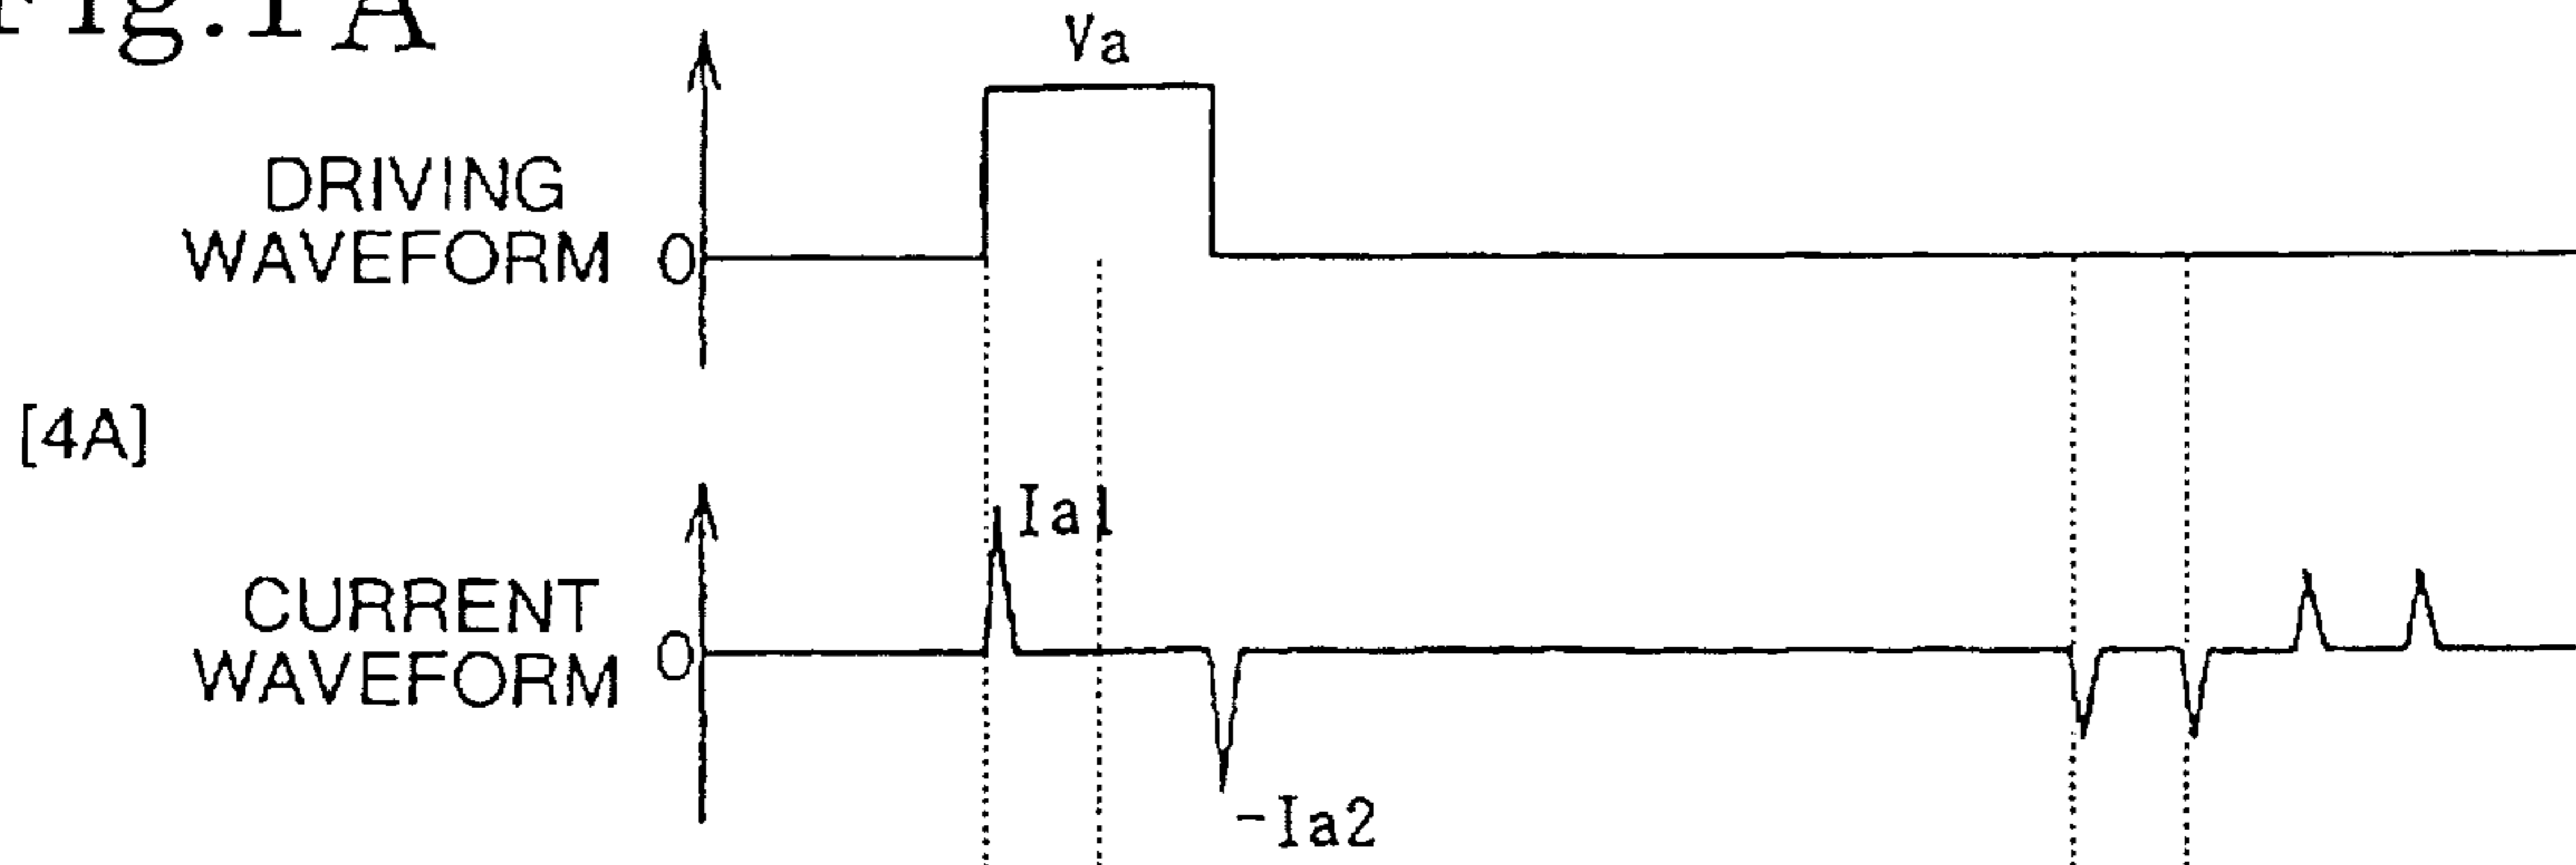 Fig.1A
Va
DRIVING
WAVEFORM
0
[4A]
Ia1
CURRENT
WAVEFORM
0
-Ia2